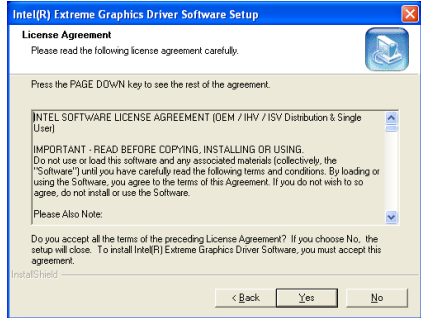 Intel(R) Extreme Graphics Driver Software Setup
License Agreement
Please read the following license agreement carefully.
Press the PAGE DOWN key to see the rest of the agreement.
INTEL SOFTWARE LICENSE AGREEMENT (OEM / IHV / ISV Distribution & Single
User)
IMPORTANT - READ BEFORE COPYING, INSTALLING OR USING.
Do not use or load this software and any associated materials (collectively, the
"Software") until you have carefully read the following terms and conditions. By loading or
using the Software, you agree to the terms of this Agreement. If you do not wish to so
agree, do not install or use the Software.
Please Also Note:
Do you accept all the terms of the preceding License Agreement? If you choose No, the
setup will close. To install Intel(R) Extreme Graphics Driver Software, you must accept this
agreement.
InstallShield
< Back Yes No